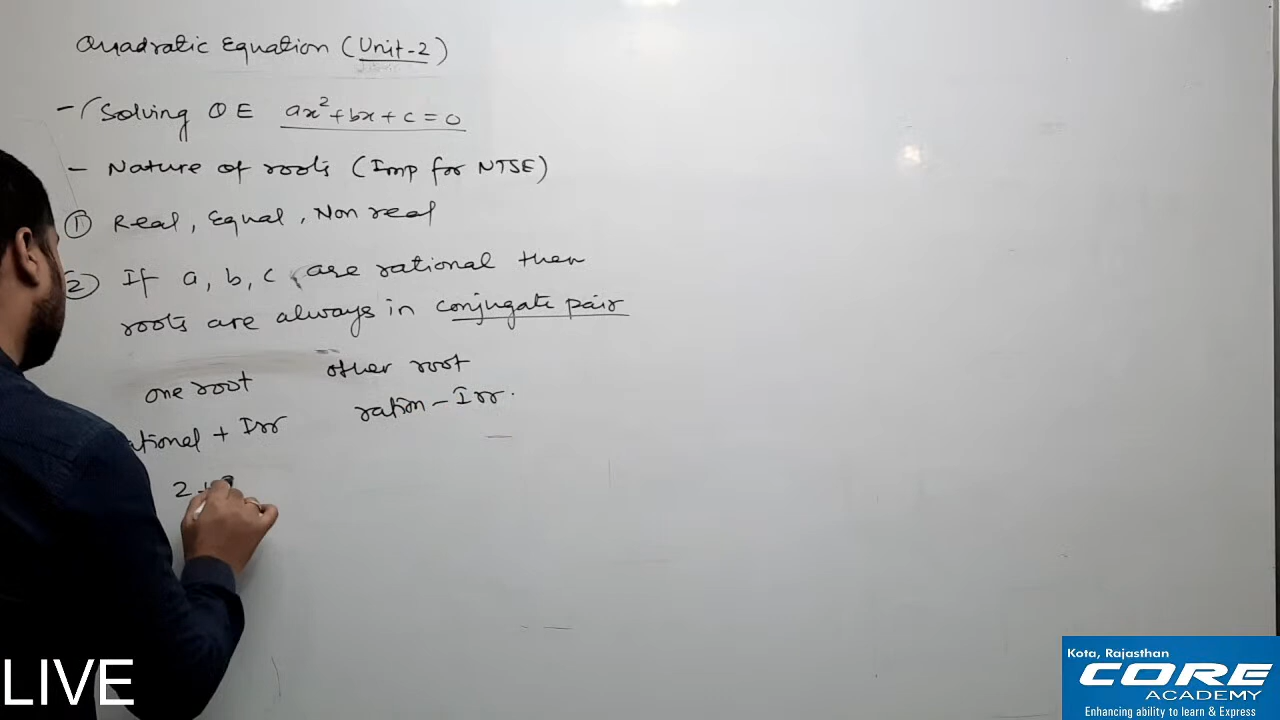 Quadratic Equation (Unit-2)
- Solving QE ax²+bx+c=0
- Nature of roots (Imp for NTSE)
① Real, Equal, Non real
② If a, b, c, are rational then
roots are always in conjugate pair
one root other root
ational + Irr ration - Irr.
2 +
LIVE
Kota, Rajasthan
CORE
ACADEMY
Enhancing ability to learn & Express